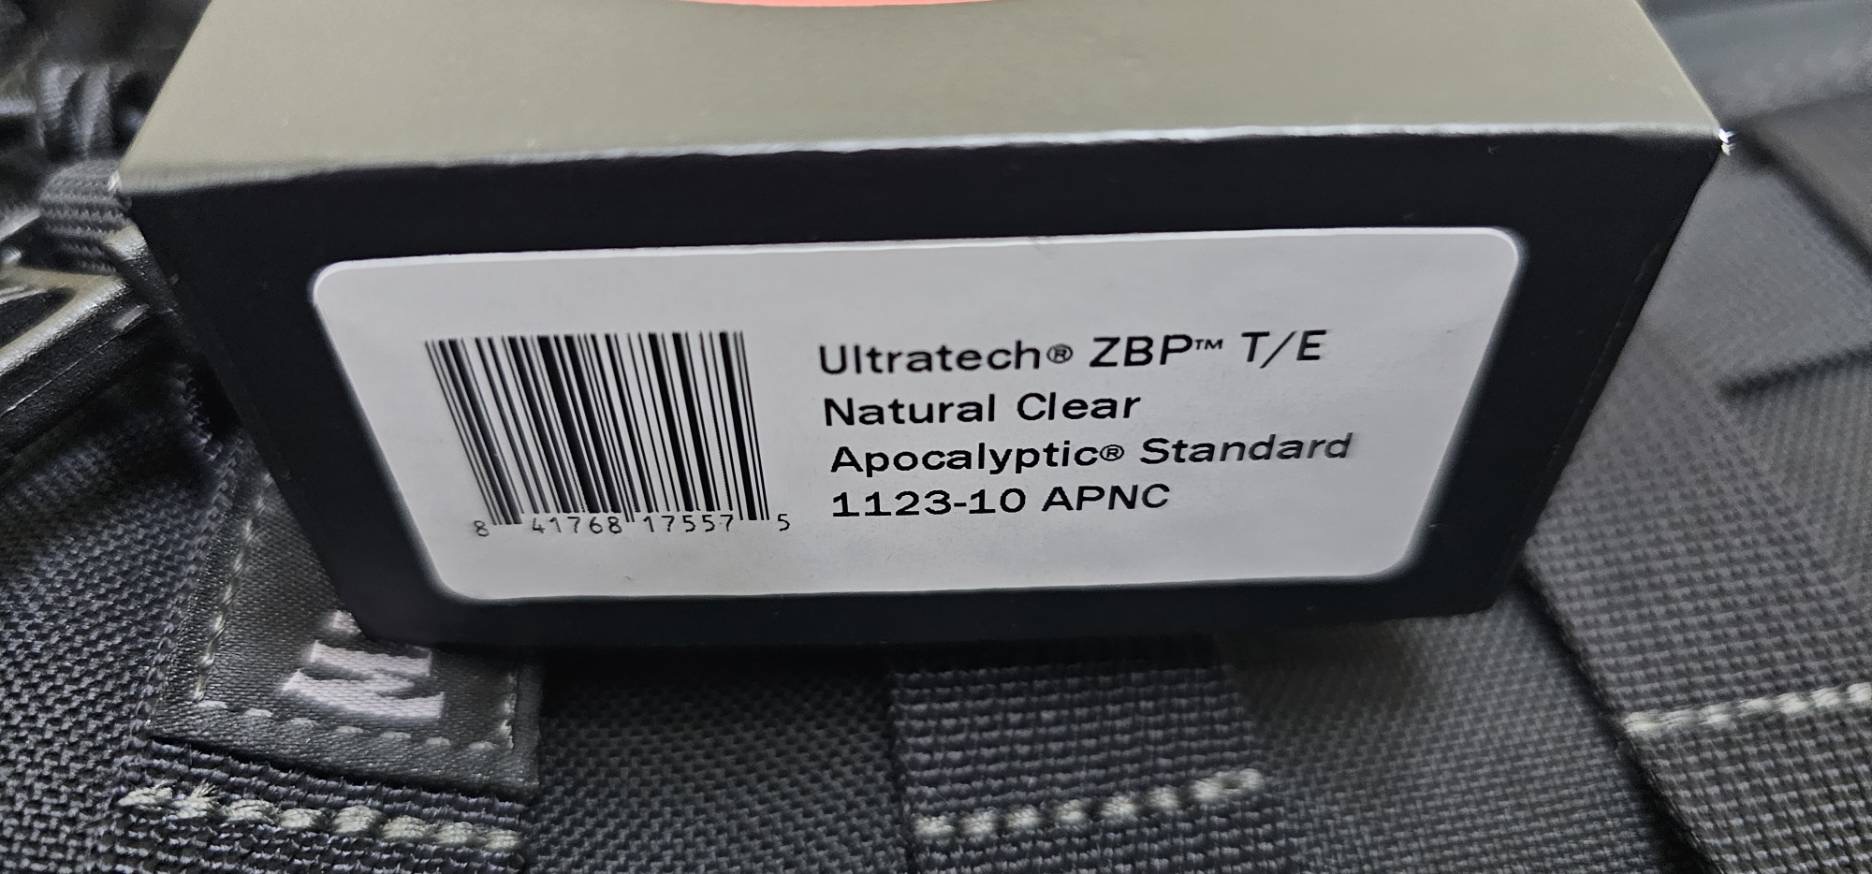 Ultratech® ZBP™ T/E
Natural Clear
Apocalyptic® Standard
1123-10 APNC
8 41768 17557 5
M